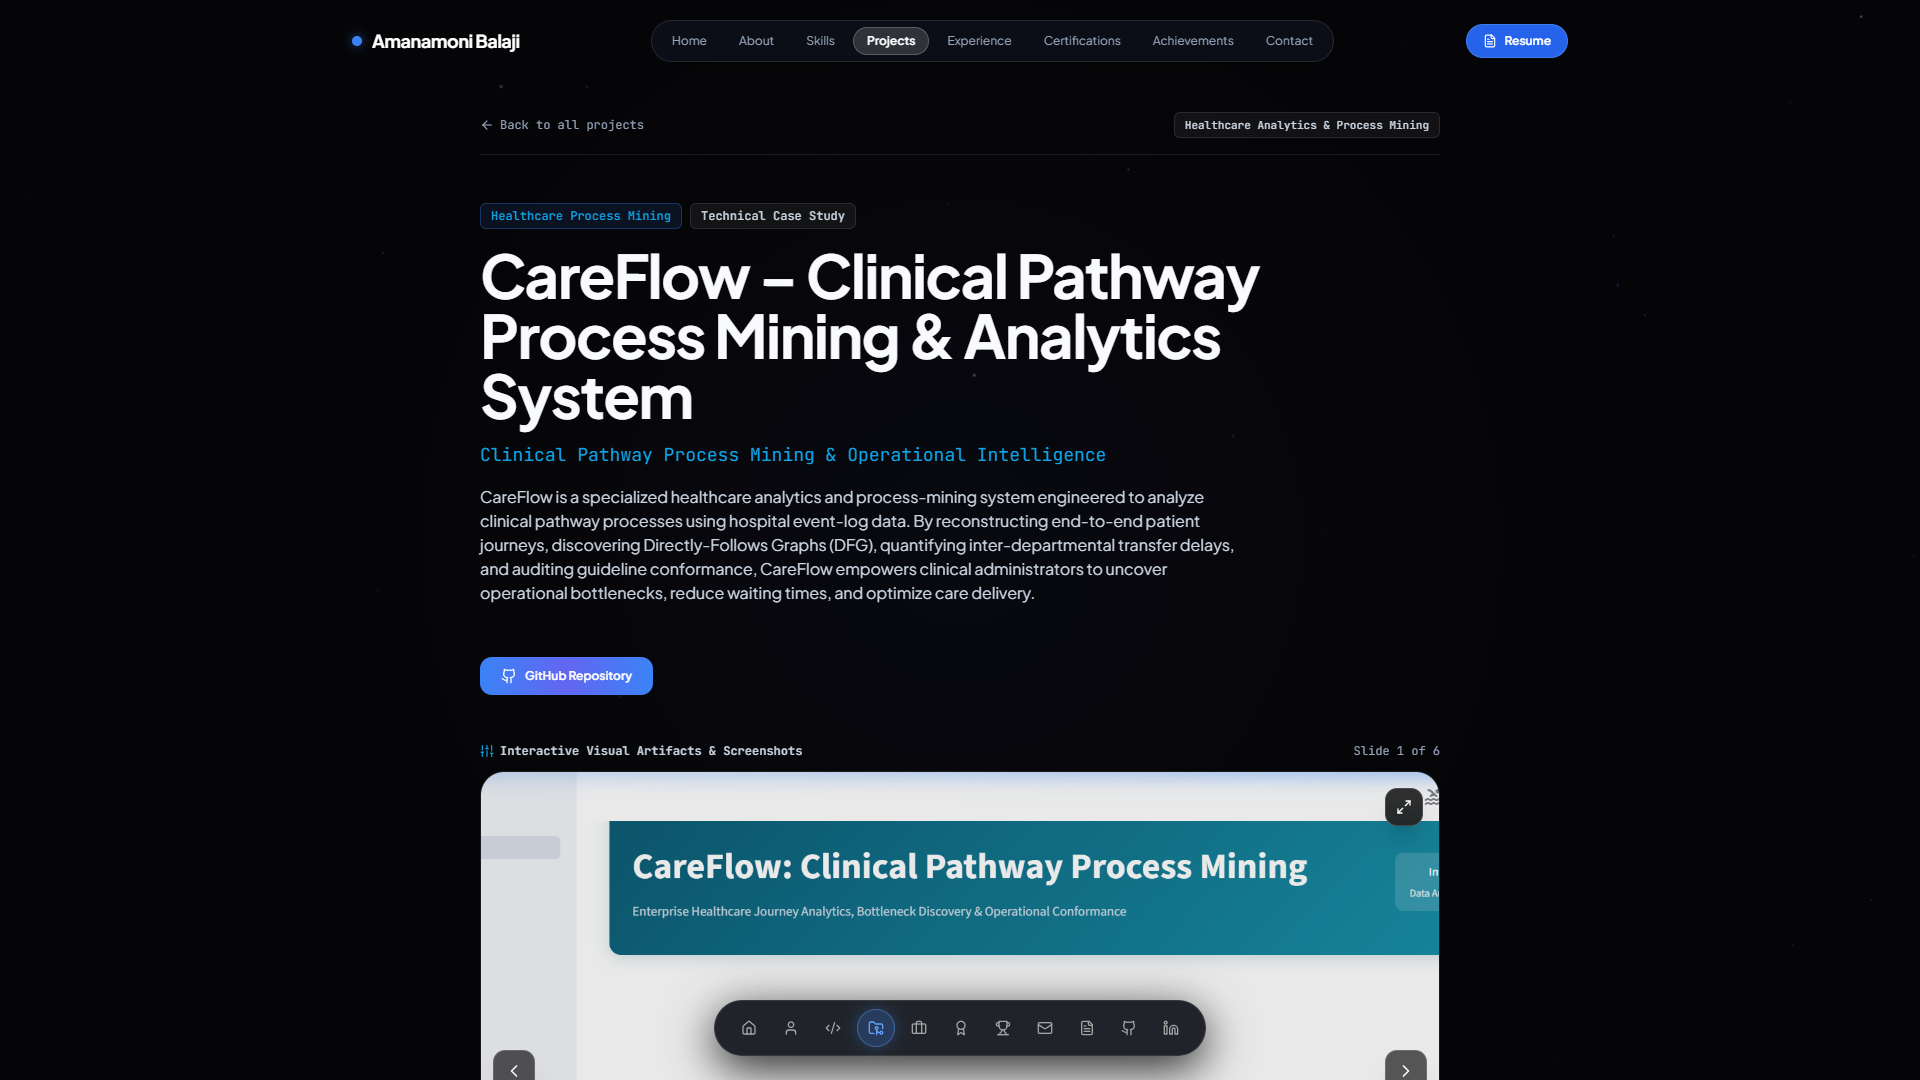 Amanamoni Balaji
Home
About
Skills
Projects
Experience
Certifications
Achievements
Contact
Resume
Back to all projects
Healthcare Analytics & Process Mining
Healthcare Process Mining
Technical Case Study
CareFlow – Clinical Pathway
Process Mining & Analytics
System
Clinical Pathway Process Mining & Operational Intelligence
CareFlow is a specialized healthcare analytics and process-mining system engineered to analyze
clinical pathway processes using hospital event-log data. By reconstructing end-to-end patient
journeys, discovering Directly-Follows Graphs (DFG), quantifying inter-departmental transfer delays,
and auditing guideline conformance, CareFlow empowers clinical administrators to uncover
operational bottlenecks, reduce waiting times, and optimize care delivery.
GitHub Repository
Interactive Visual Artifacts & Screenshots
Slide 1 of 6
CareFlow: Clinical Pathway Process Mining
Enterprise Healthcare Journey Analytics, Bottleneck Discovery & Operational Conformance
Data